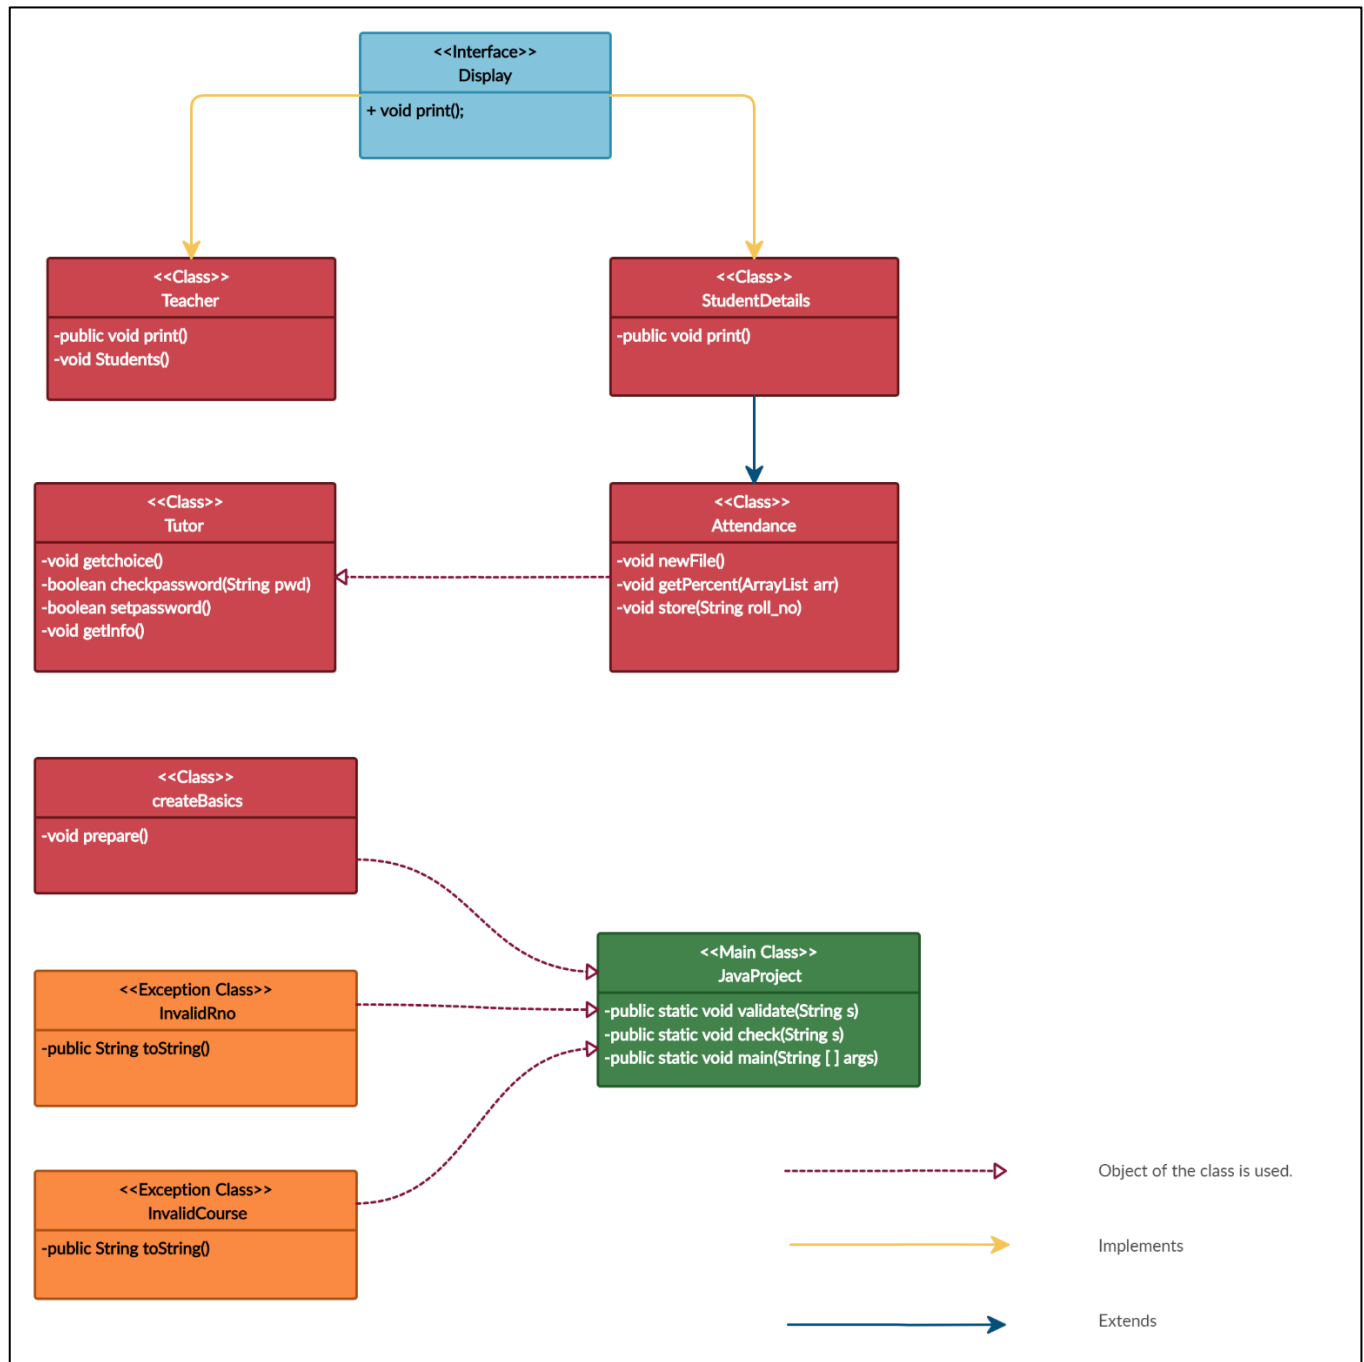 <<Interface>>
Display
+ void print();
<<Class>>
Teacher
-public void print()
-void Students()
<<Class>>
StudentDetails
-public void print()
<<Class>>
Tutor
-void getchoice()
-boolean checkpassword(String pwd)
-boolean setpassword()
-void getInfo()
<<Class>>
Attendance
-void newFile()
-void getPercent(ArrayList arr)
-void store(String roll_no)
<<Class>>
createBasics
-void prepare()
<<Main Class>>
JavaProject
-public static void validate(String s)
-public static void check(String s)
-public static void main(String [ ] args)
<<Exception Class>>
InvalidRno
-public String toString()
<<Exception Class>>
InvalidCourse
-public String toString()
Object of the class is used.
Implements
Extends